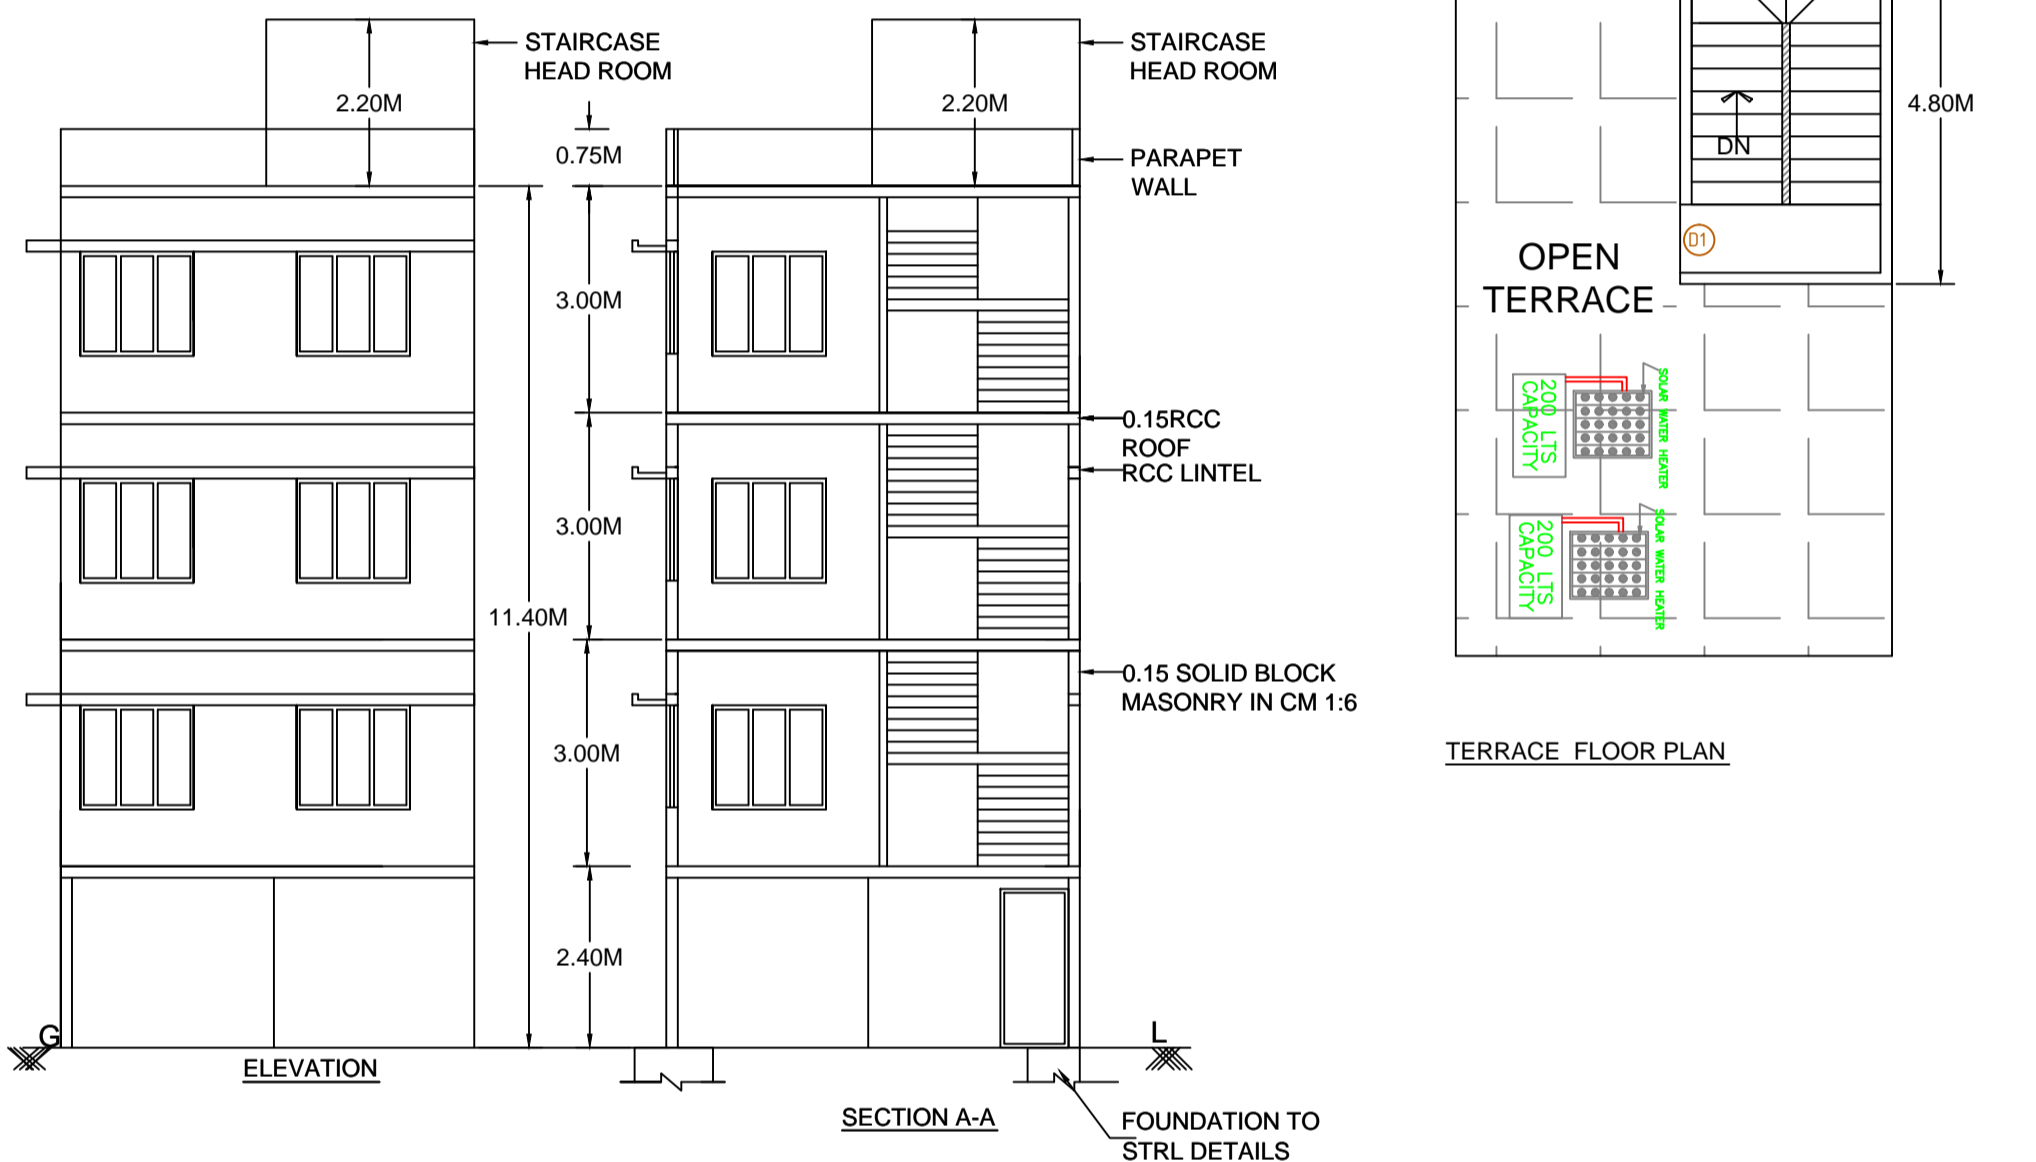 STAIRCASE
HEAD ROOM
2.20M
0.75M
3.00M
3.00M
11.40M
3.00M
2.40M
G
ELEVATION
STAIRCASE
HEAD ROOM
2.20M
PARAPET
WALL
0.15RCC
ROOF
RCC LINTEL
0.15 SOLID BLOCK
MASONRY IN CM 1:6
L
SECTION A-A
FOUNDATION TO
STRL DETAILS
4.80M
DN
D1
OPEN
TERRACE
200 LTS
CAPACITY
SOLAR WATER HEATER
200 LTS
CAPACITY
SOLAR WATER HEATER
TERRACE FLOOR PLAN